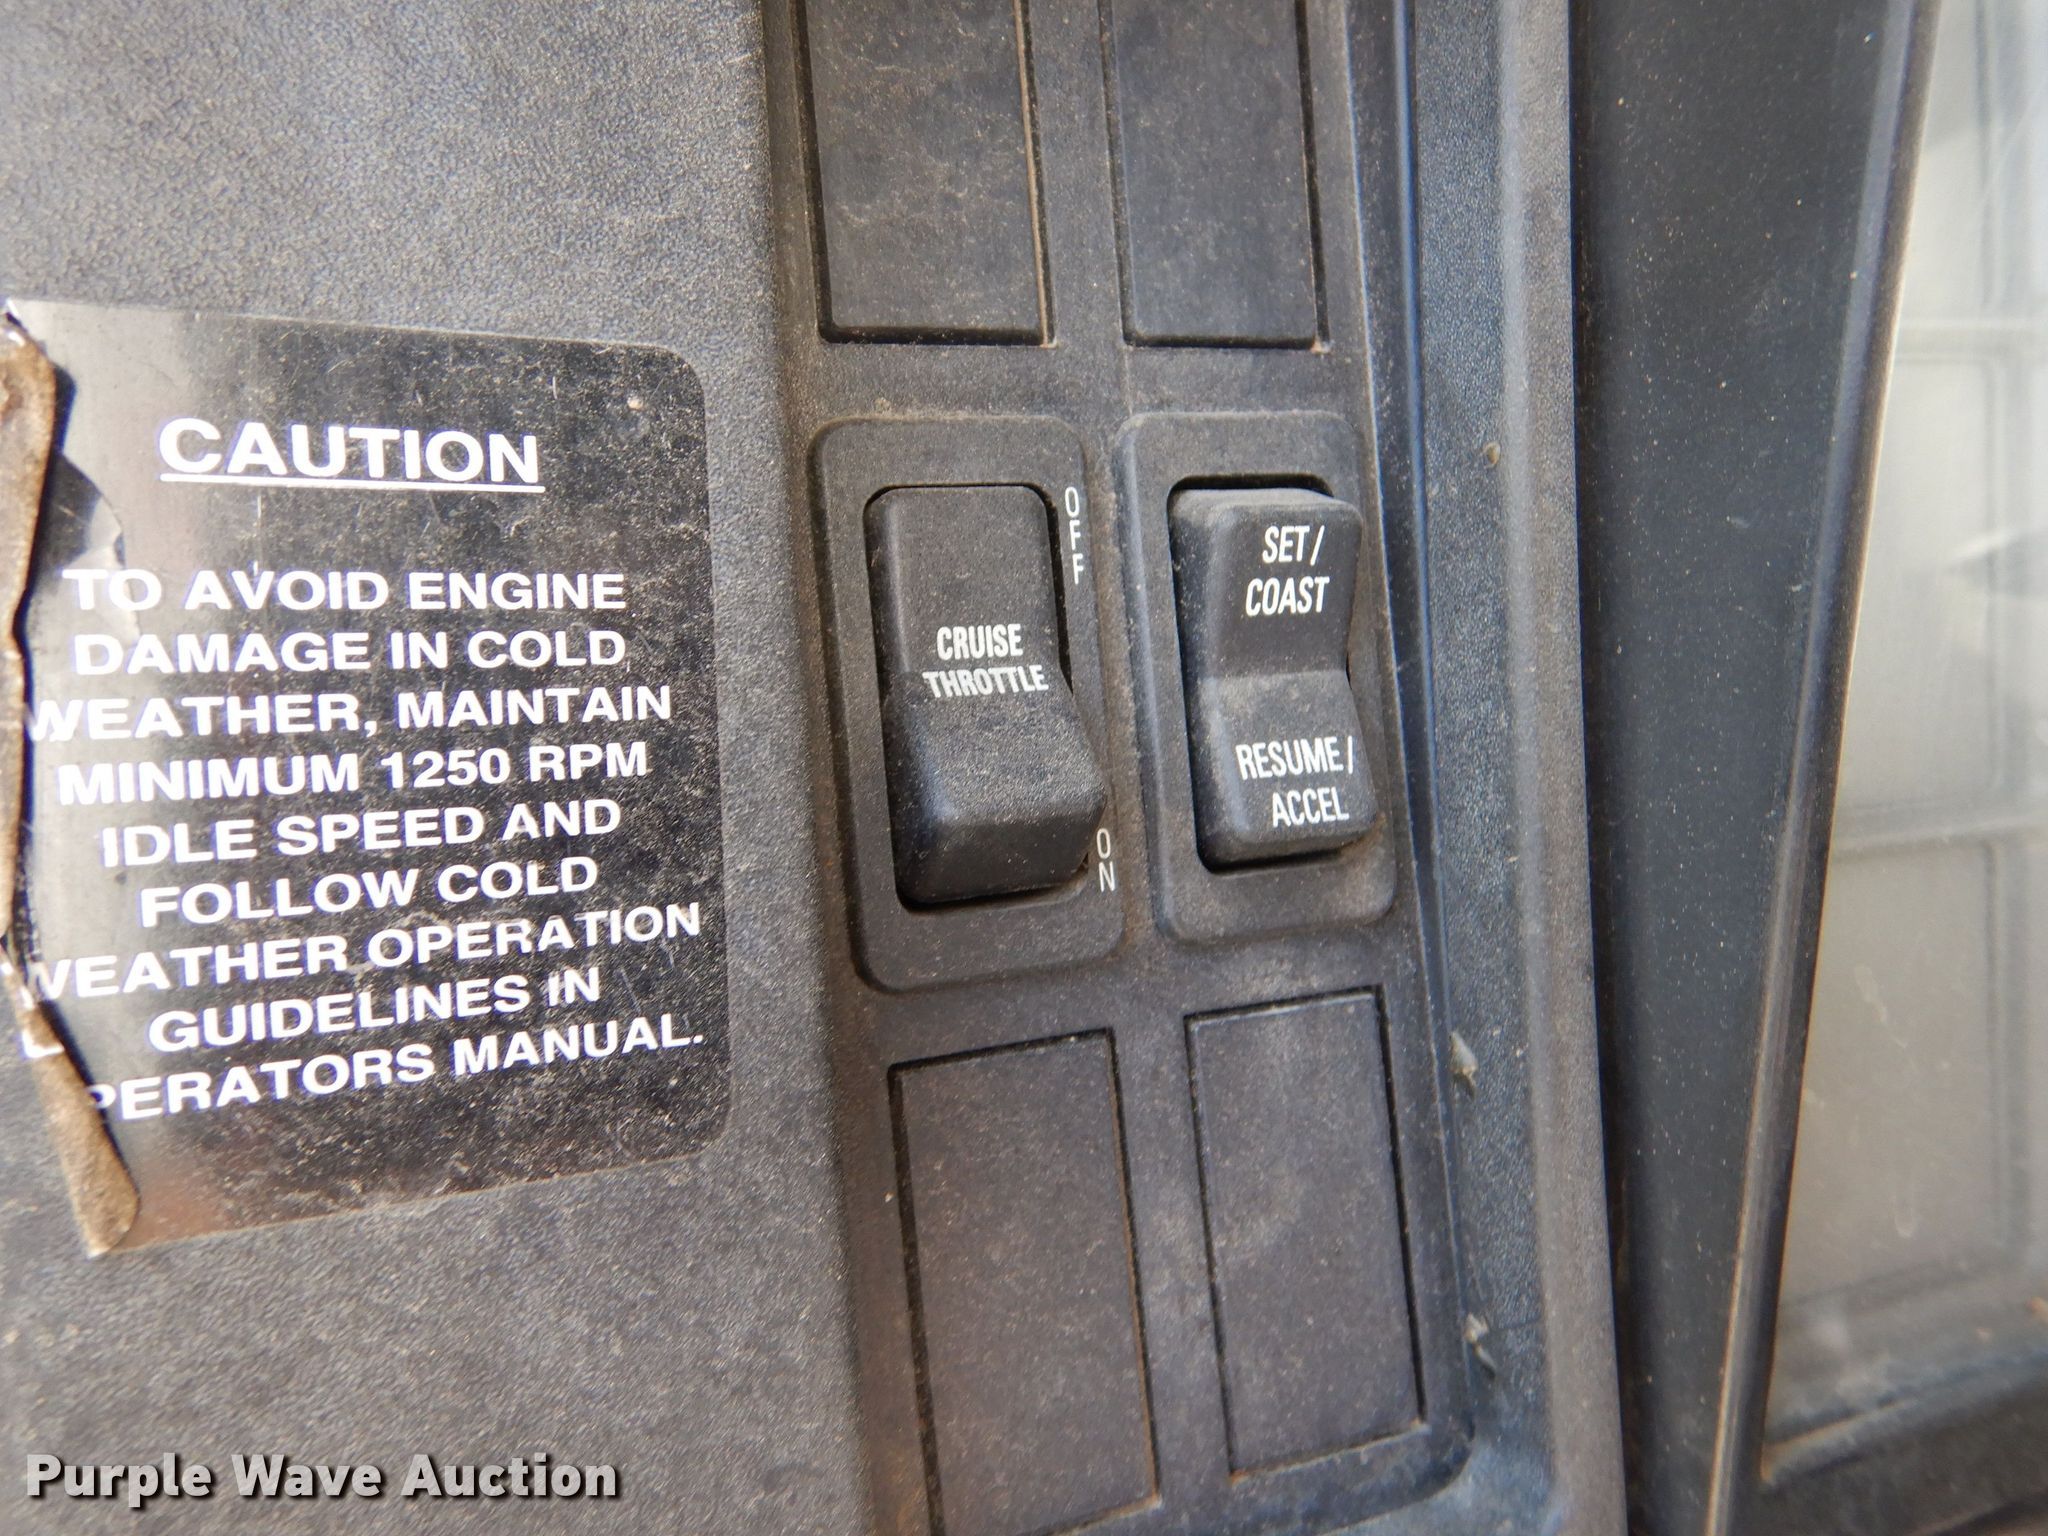 CAUTION
TO AVOID ENGINE
DAMAGE IN COLD
WEATHER, MAINTAIN
MINIMUM 1250 RPM
IDLE SPEED AND
FOLLOW COLD
WEATHER OPERATION
GUIDELINES IN
PERATORS MANUAL.
OFF
CRUISE
THROTTLE
ON
SET/
COAST
RESUME/
ACCEL
Purple Wave Auction